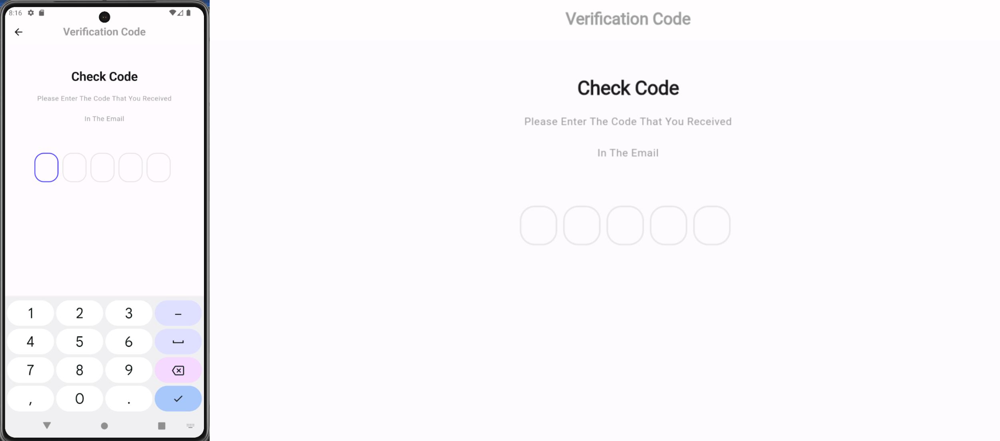 8:16
Verification Code
Check Code
Please Enter The Code That You Received
In The Email
1 2 3 –
4 5 6
7 8 9
, 0 .
Verification Code
Check Code
Please Enter The Code That You Received
In The Email